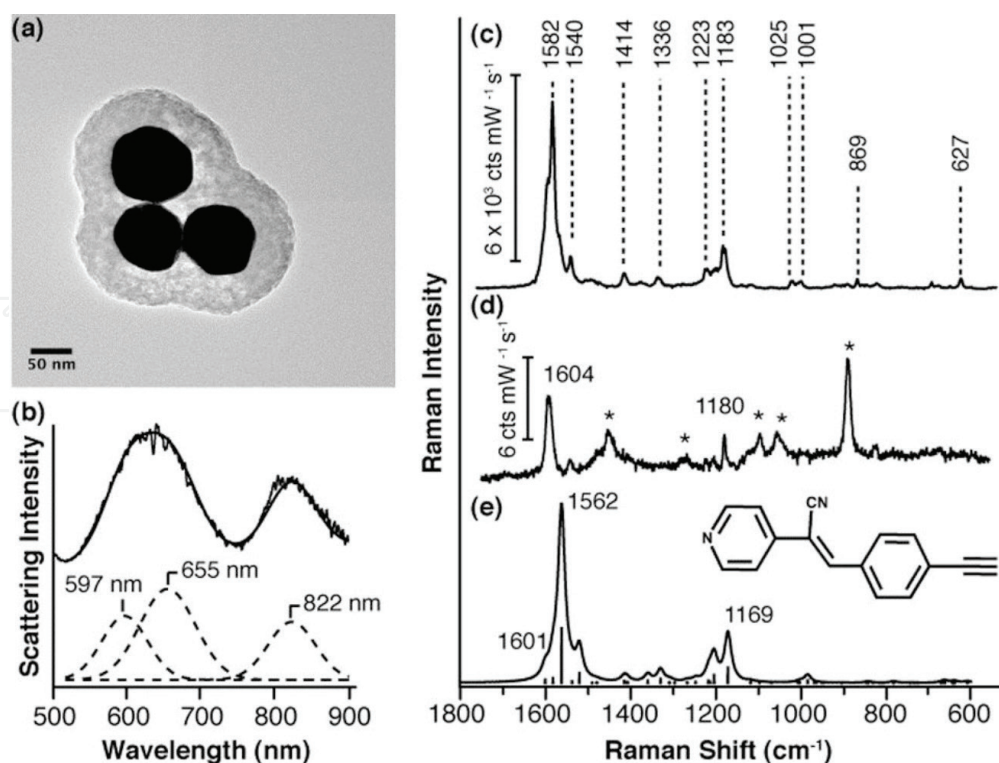 (a)
50 nm
(b)
Scattering Intensity
597 nm
655 nm
822 nm
500 600 700 800 900
Wavelength (nm)
(c)
6 x 10³ cts mW⁻¹ s⁻¹
1582
1540
1414
1336
1223
1183
1025
1001
869
627
Raman Intensity
(d)
6 cts mW⁻¹ s⁻¹
1604
*
*
1180
*
*
*
(e)
1562
1601
1169
CN
N
1800 1600 1400 1200 1000 800 600
Raman Shift (cm⁻¹)